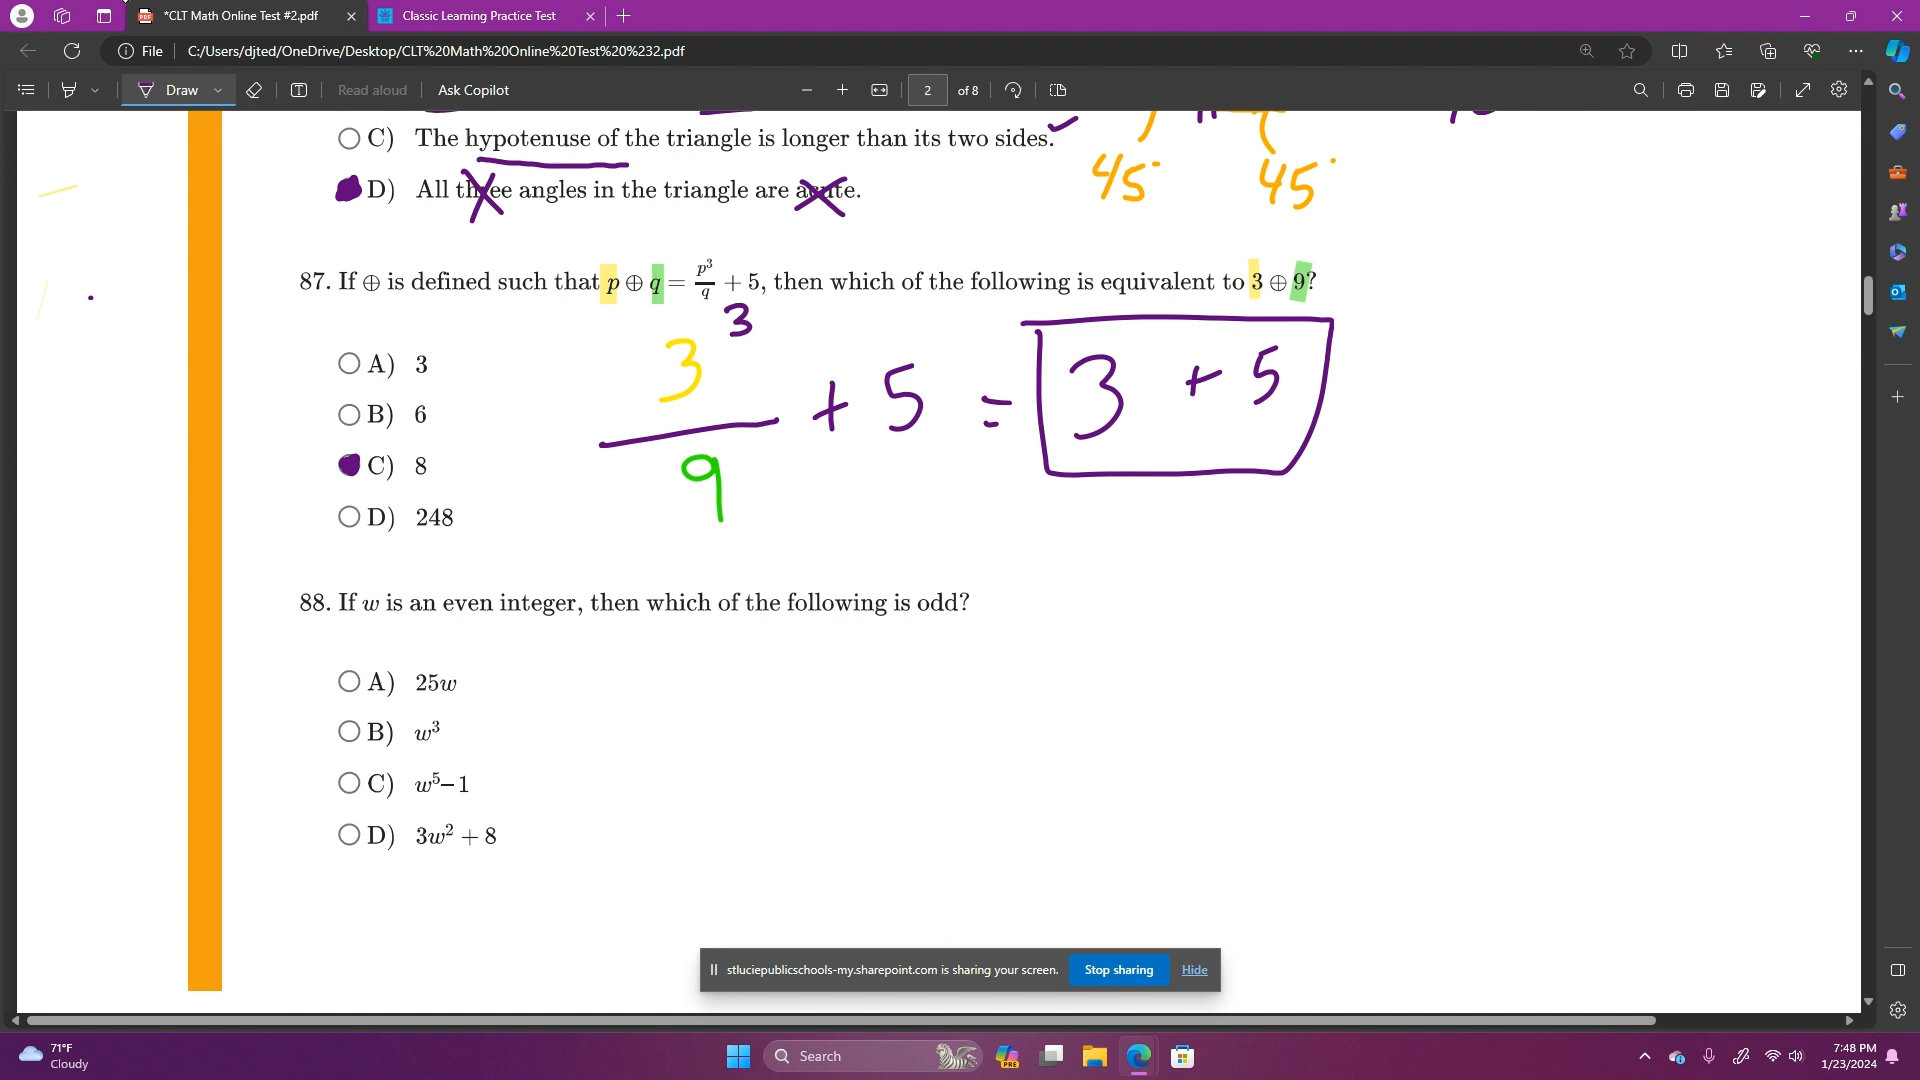 *CLT Math Online Test #2.pdf
Classic Learning Practice Test
File
C:/Users/djted/OneDrive/Desktop/CLT%20Math%20Online%20Test%20%232.pdf
Draw
Read aloud
Ask Copilot
2 of 8
C) The hypotenuse of the triangle is longer than its two sides.
45° 45°
D) All three angles in the triangle are acute.
87. If ⊕ is defined such that p ⊕ q = p³/q + 5, then which of the following is equivalent to 3 ⊕ 9?
3³/9 + 5 = 3 + 5
A) 3
B) 6
C) 8
D) 248
88. If w is an even integer, then which of the following is odd?
A) 25w
B) w³
C) w⁵–1
D) 3w² + 8
stluciepublicschools-my.sharepoint.com is sharing your screen.
Stop sharing
Hide
71°F
Cloudy
Search
PRE
7:48 PM
1/23/2024